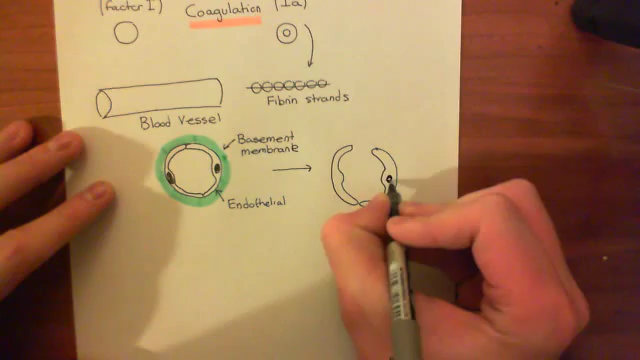 (factor I)
Coagulation
(Ia)
Fibrin strands
Blood Vessel
Basement
membrane
Endothelial